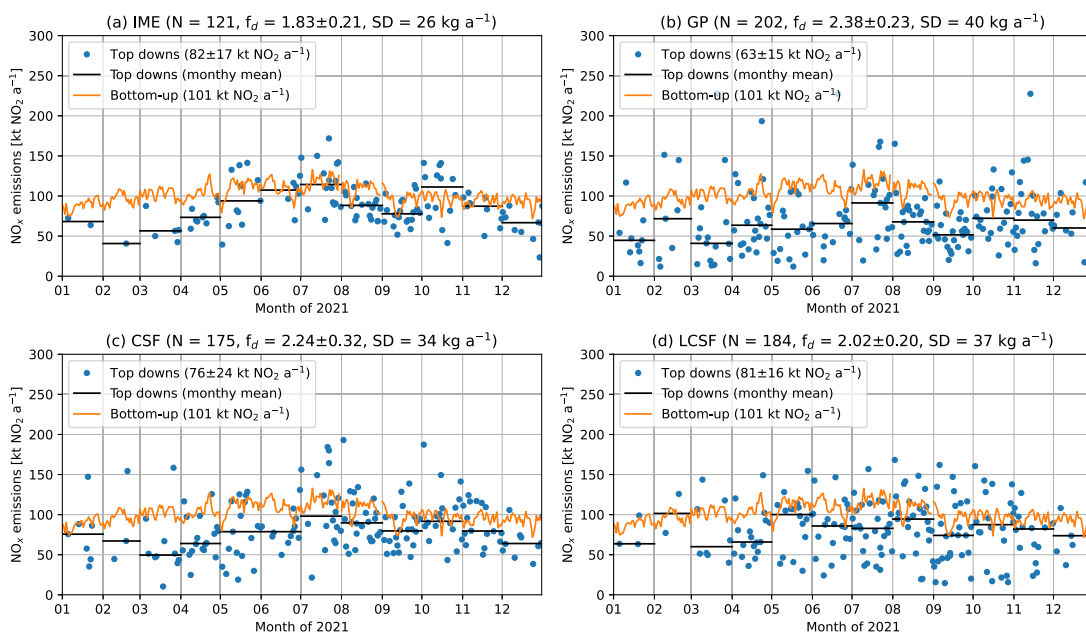 (a) IME (N = 121, f_d = 1.83±0.21, SD = 26 kg a⁻¹)
NOₓ emissions [kt NO₂ a⁻¹]
300
250
200
150
100
50
0
Top downs (82±17 kt NO₂ a⁻¹)
Top downs (monthy mean)
Bottom-up (101 kt NO₂ a⁻¹)
01 02 03 04 05 06 07 08 09 10 11 12
Month of 2021
(b) GP (N = 202, f_d = 2.38±0.23, SD = 40 kg a⁻¹)
NOₓ emissions [kt NO₂ a⁻¹]
300
250
200
150
100
50
0
Top downs (63±15 kt NO₂ a⁻¹)
Top downs (monthy mean)
Bottom-up (101 kt NO₂ a⁻¹)
01 02 03 04 05 06 07 08 09 10 11 12
Month of 2021
(c) CSF (N = 175, f_d = 2.24±0.32, SD = 34 kg a⁻¹)
NOₓ emissions [kt NO₂ a⁻¹]
300
250
200
150
100
50
0
Top downs (76±24 kt NO₂ a⁻¹)
Top downs (monthy mean)
Bottom-up (101 kt NO₂ a⁻¹)
01 02 03 04 05 06 07 08 09 10 11 12
Month of 2021
(d) LCSF (N = 184, f_d = 2.02±0.20, SD = 37 kg a⁻¹)
NOₓ emissions [kt NO₂ a⁻¹]
300
250
200
150
100
50
0
Top downs (81±16 kt NO₂ a⁻¹)
Top downs (monthy mean)
Bottom-up (101 kt NO₂ a⁻¹)
01 02 03 04 05 06 07 08 09 10 11 12
Month of 2021